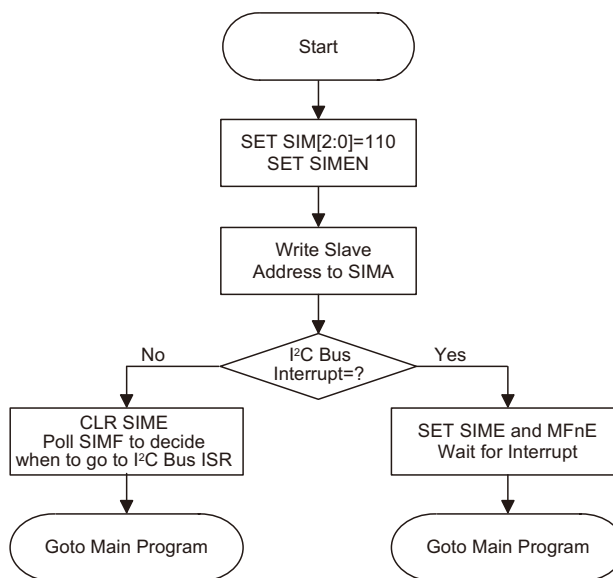 Start
SET SIM[2:0]=110
SET SIMEN
Write Slave
Address to SIMA
I²C Bus
Interrupt=?
No
Yes
CLR SIME
Poll SIMF to decide
when to go to I²C Bus ISR
SET SIME and MFnE
Wait for Interrupt
Goto Main Program
Goto Main Program